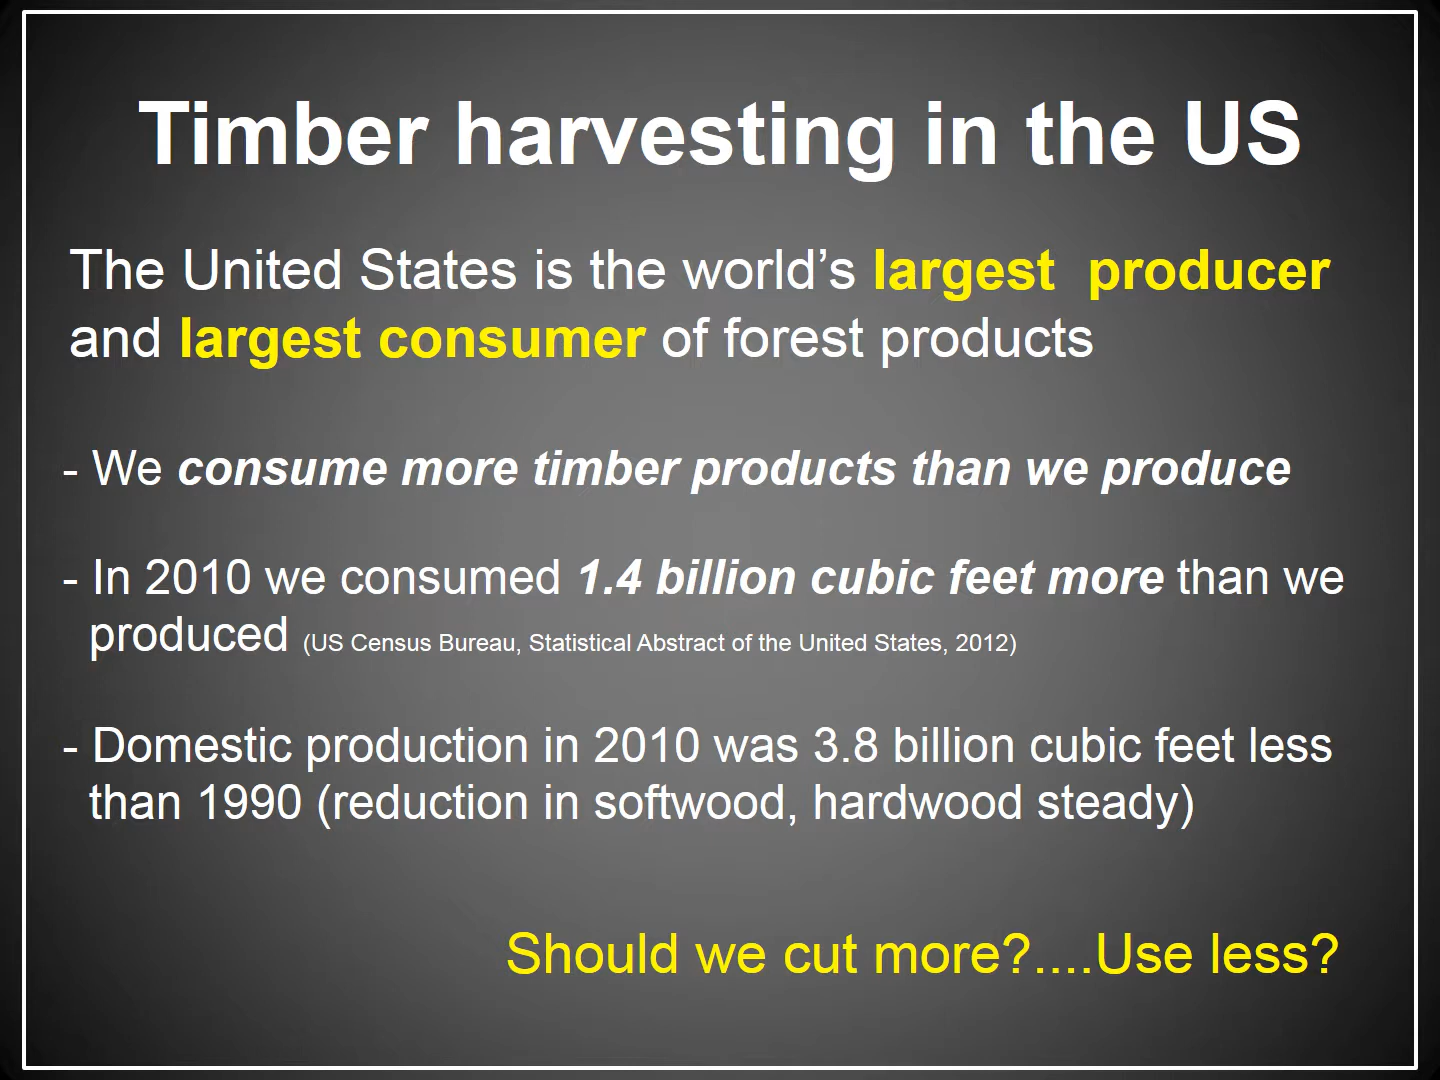 Timber harvesting in the US
The United States is the world’s largest  producer
and largest consumer of forest products
- We consume more timber products than we produce
- In 2010 we consumed 1.4 billion cubic feet more than we
produced (US Census Bureau, Statistical Abstract of the United States, 2012)
- Domestic production in 2010 was 3.8 billion cubic feet less
than 1990 (reduction in softwood, hardwood steady)
Should we cut more?....Use less?